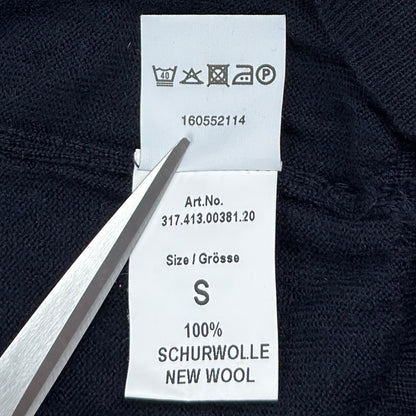 40
P
160552114
Art.No.
317.413.00381.20
Size / Grösse
S
100%
SCHURWOLLE
NEW WOOL